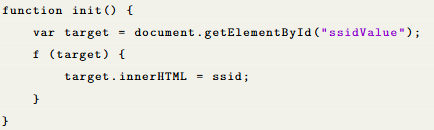 function init() {
    var target = document.getElementById("ssidValue");
    f (target) {
        target.innerHTML = ssid;
    }
}